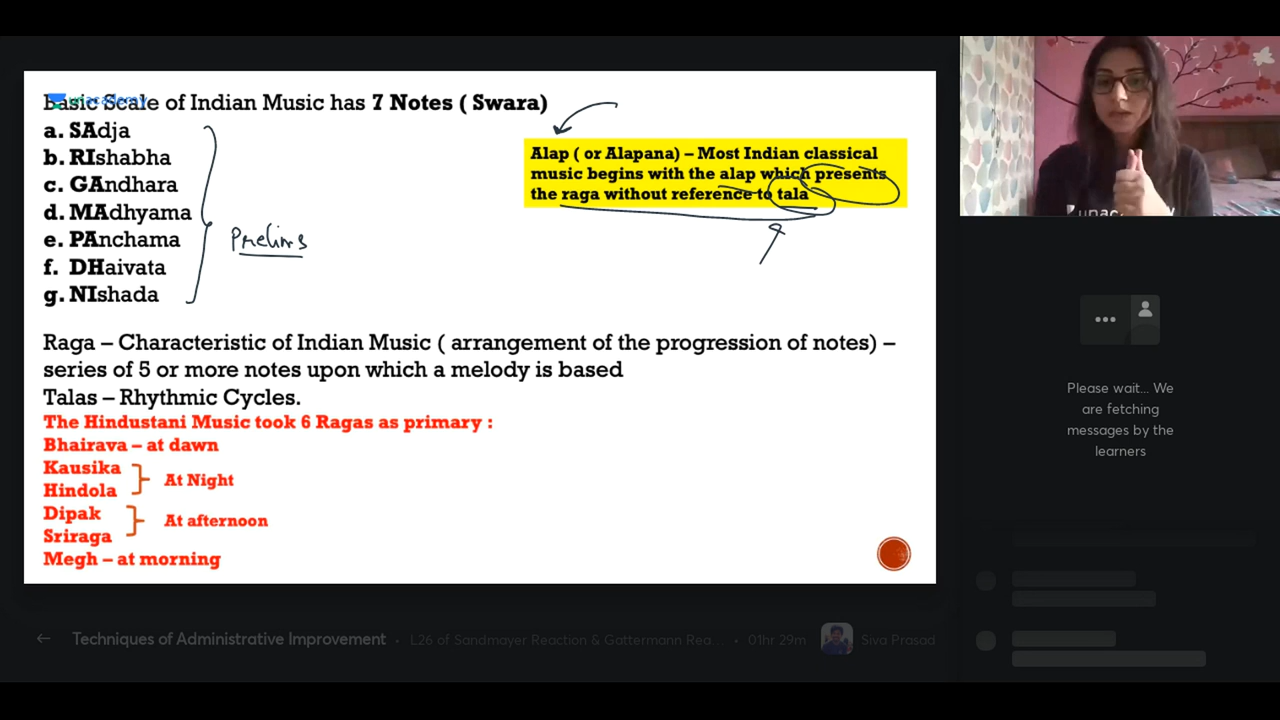 Basic Scale of Indian Music has 7 Notes ( Swara)
unacademy
a. SAdja
b. RIshabha
c. GAndhara
d. MAdhyama
e. PAnchama
f. DHaivata
g. NIshada
Prelims
Alap ( or Alapana) – Most Indian classical
music begins with the alap which presents
the raga without reference to tala
Raga – Characteristic of Indian Music ( arrangement of the progression of notes) –
series of 5 or more notes upon which a melody is based
Talas – Rhythmic Cycles.
The Hindustani Music took 6 Ragas as primary :
Bhairava – at dawn
Kausika
Hindola
At Night
Dipak
Sriraga
At afternoon
Megh – at morning
unacademy
Please wait... We
are fetching
messages by the
learners
Techniques of Administrative Improvement • L26 of Sandmayer Reaction & Gattermann Rea... • 01hr 29m Siva Prasad